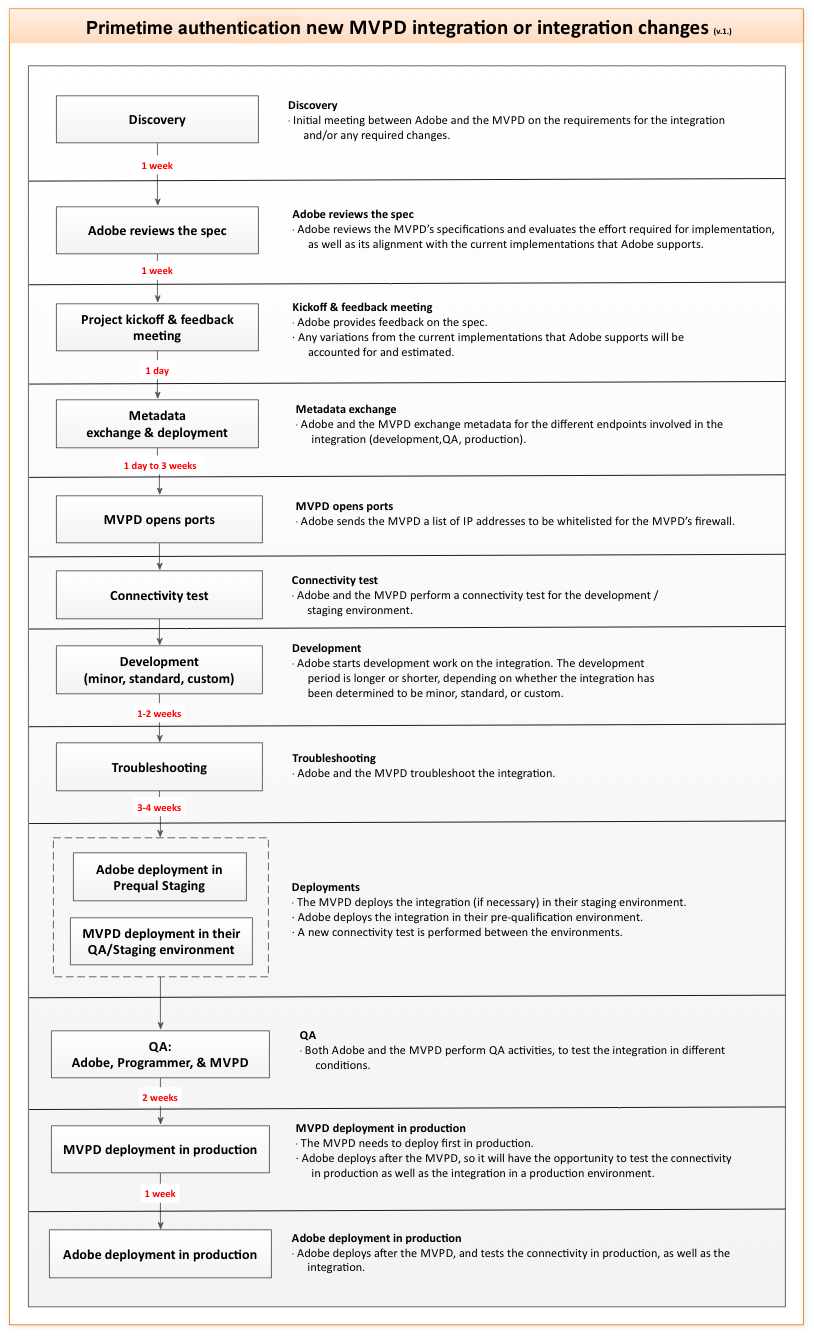 Primetime authentication new MVPD integration or integration changes (v.1.)
Discovery
Discovery
· Initial meeting between Adobe and the MVPD on the requirements for the integration
and/or any required changes.
1 week
Adobe reviews the spec
Adobe reviews the spec
· Adobe reviews the MVPD's specifications and evaluates the effort required for implementation,
as well as its alignment with the current implementations that Adobe supports.
1 week
Project kickoff & feedback
meeting
Kickoff & feedback meeting
· Adobe provides feedback on the spec.
· Any variations from the current implementations that Adobe supports will be
accounted for and estimated.
1 day
Metadata
exchange & deployment
Metadata exchange
· Adobe and the MVPD exchange metadata for the different endpoints involved in the
integration (development,QA, production).
1 day to 3 weeks
MVPD opens ports
MVPD opens ports
· Adobe sends the MVPD a list of IP addresses to be whitelisted for the MVPD's firewall.
Connectivity test
Connectivity test
· Adobe and the MVPD perform a connectivity test for the development /
staging environment.
Development
(minor, standard, custom)
Development
· Adobe starts development work on the integration. The development
period is longer or shorter, depending on whether the integration has
been determined to be minor, standard, or custom.
1-2 weeks
Troubleshooting
Troubleshooting
· Adobe and the MVPD troubleshoot the integration.
3-4 weeks
Adobe deployment in
Prequal Staging
MVPD deployment in their
QA/Staging environment
Deployments
· The MVPD deploys the integration (if necessary) in their staging environment.
· Adobe deploys the integration in their pre-qualification environment.
· A new connectivity test is performed between the environments.
QA:
Adobe, Programmer, & MVPD
QA
· Both Adobe and the MVPD perform QA activities, to test the integration in different
conditions.
2 weeks
MVPD deployment in production
MVPD deployment in production
· The MVPD needs to deploy first in production.
· Adobe deploys after the MVPD, so it will have the opportunity to test the connectivity
in production as well as the integration in a production environment.
1 week
Adobe deployment in production
Adobe deployment in production
· Adobe deploys after the MVPD, and tests the connectivity in production, as well as the
integration.